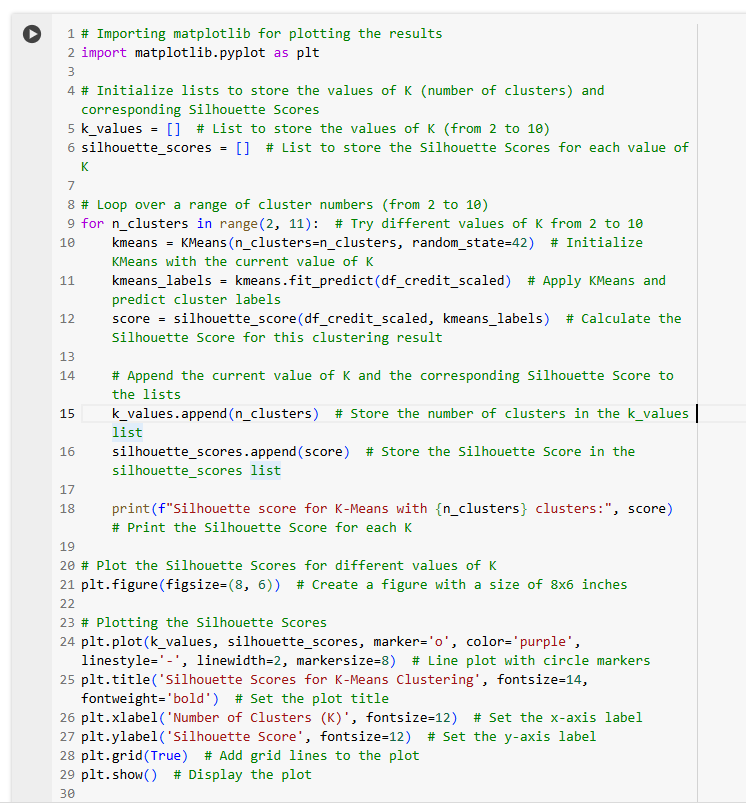 1 # Importing matplotlib for plotting the results
2 import matplotlib.pyplot as plt
3
4 # Initialize lists to store the values of K (number of clusters) and
corresponding Silhouette Scores
5 k_values = []  # List to store the values of K (from 2 to 10)
6 silhouette_scores = []  # List to store the Silhouette Scores for each value of
K
7
8 # Loop over a range of cluster numbers (from 2 to 10)
9 for n_clusters in range(2, 11):  # Try different values of K from 2 to 10
10     kmeans = KMeans(n_clusters=n_clusters, random_state=42)  # Initialize
KMeans with the current value of K
11     kmeans_labels = kmeans.fit_predict(df_credit_scaled)  # Apply KMeans and
predict cluster labels
12     score = silhouette_score(df_credit_scaled, kmeans_labels)  # Calculate the
Silhouette Score for this clustering result
13
14     # Append the current value of K and the corresponding Silhouette Score to
the lists
15     k_values.append(n_clusters)  # Store the number of clusters in the k_values
list
16     silhouette_scores.append(score)  # Store the Silhouette Score in the
silhouette_scores list
17
18     print(f"Silhouette score for K-Means with {n_clusters} clusters:", score)
# Print the Silhouette Score for each K
19
20 # Plot the Silhouette Scores for different values of K
21 plt.figure(figsize=(8, 6))  # Create a figure with a size of 8x6 inches
22
23 # Plotting the Silhouette Scores
24 plt.plot(k_values, silhouette_scores, marker='o', color='purple',
linestyle='-', linewidth=2, markersize=8)  # Line plot with circle markers
25 plt.title('Silhouette Scores for K-Means Clustering', fontsize=14,
fontweight='bold')  # Set the plot title
26 plt.xlabel('Number of Clusters (K)', fontsize=12)  # Set the x-axis label
27 plt.ylabel('Silhouette Score', fontsize=12)  # Set the y-axis label
28 plt.grid(True)  # Add grid lines to the plot
29 plt.show()  # Display the plot
30